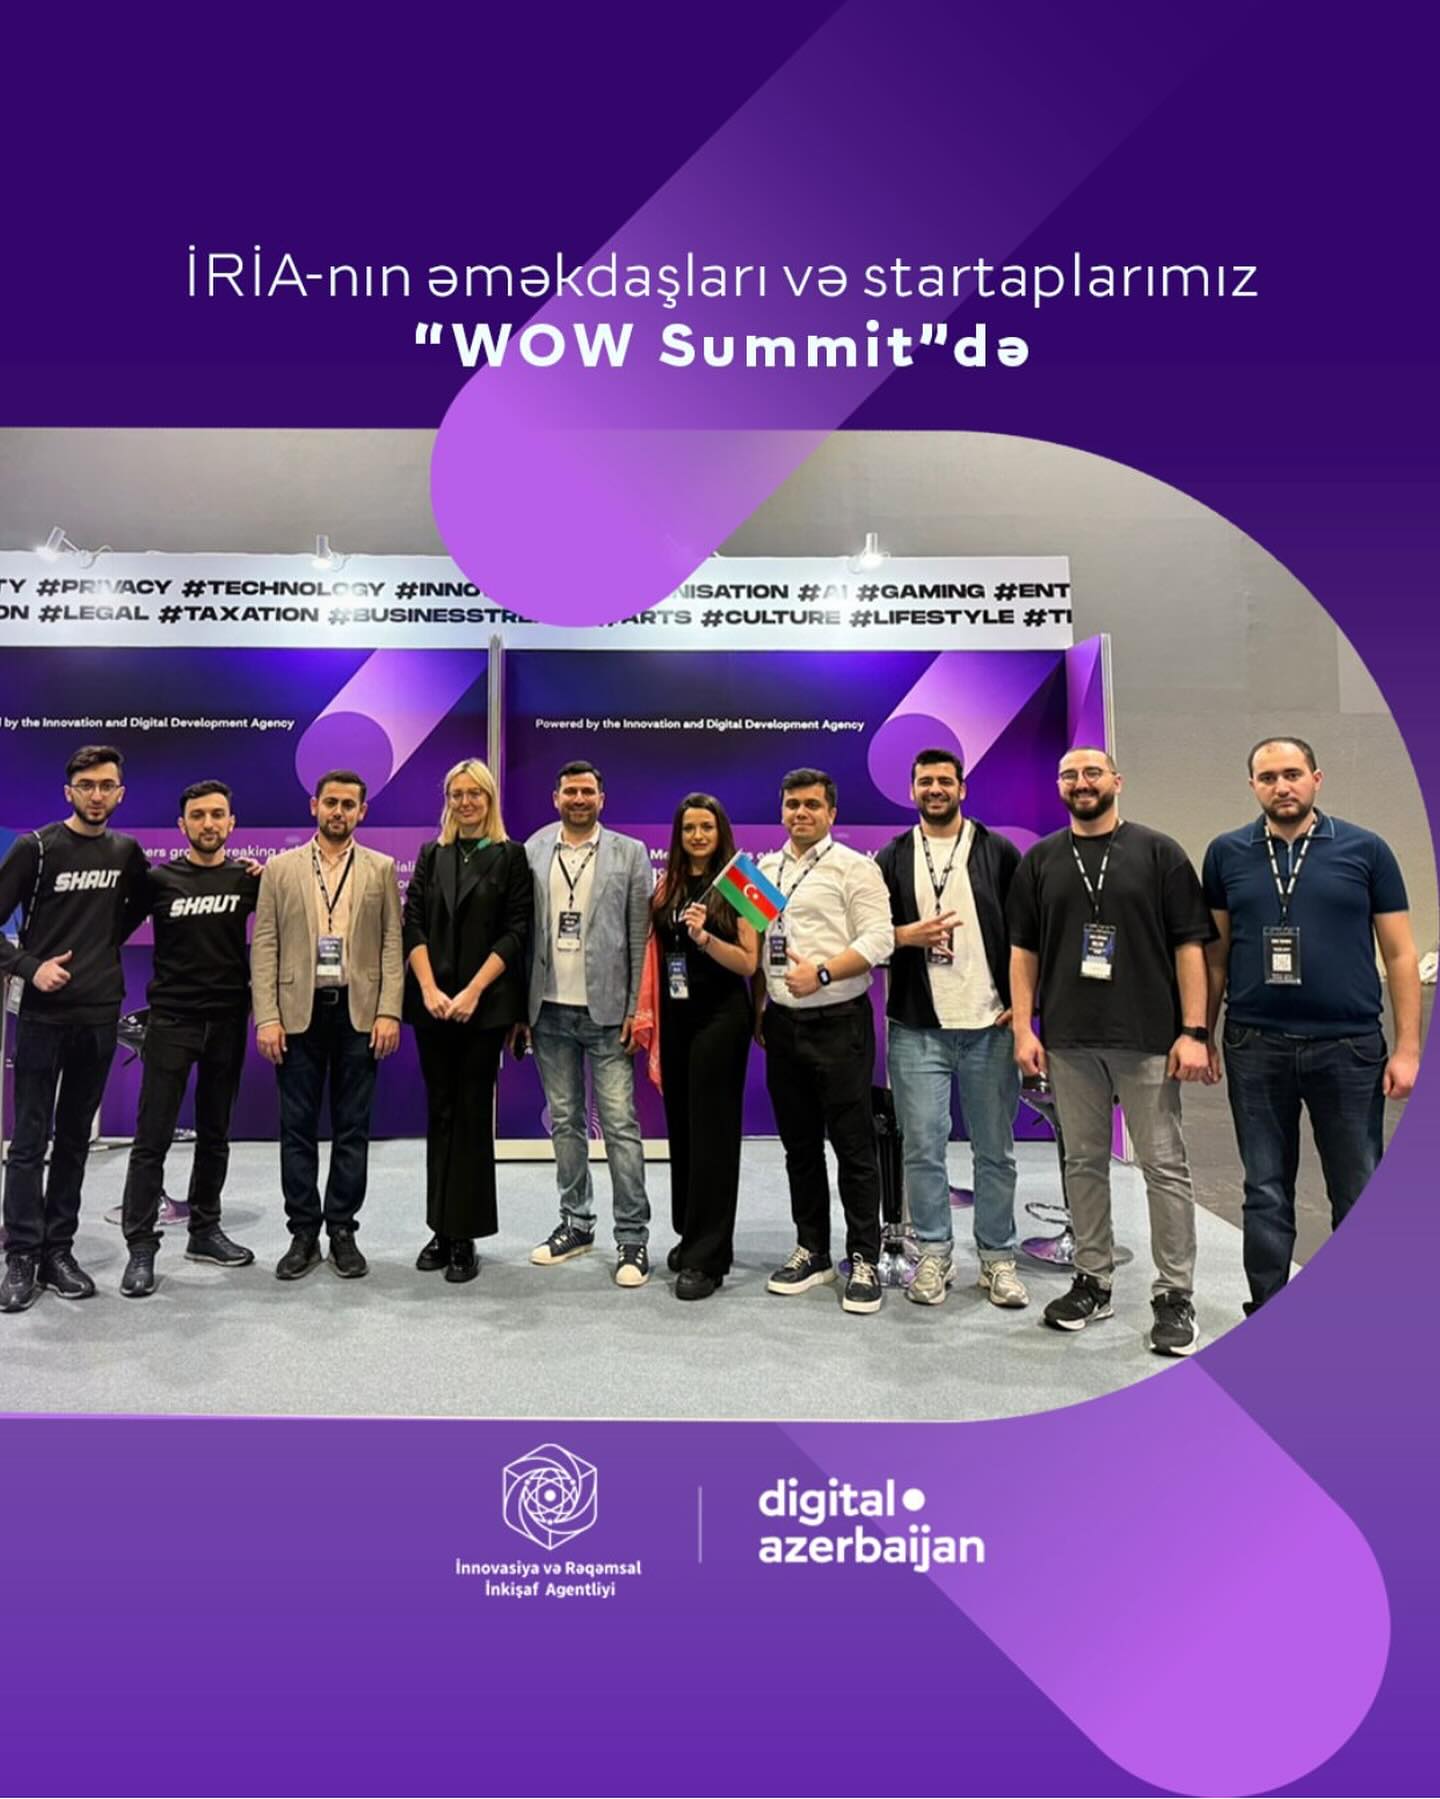 İRİA-nın əməkdaşları və startaplarımız
“WOW Summit”də
#PRIVACY #TECHNOLOGY
#AI #GAMING
#LEGAL #TAXATION
#CULTURE #LIFESTYLE
by the Innovation and Digital Development Agency
Powered by the Innovation and Digital Development Agency
SHAUT
SHAUT
İnnovasiya və Rəqəmsal
İnkişaf Agentliyi
digital
azerbaijan